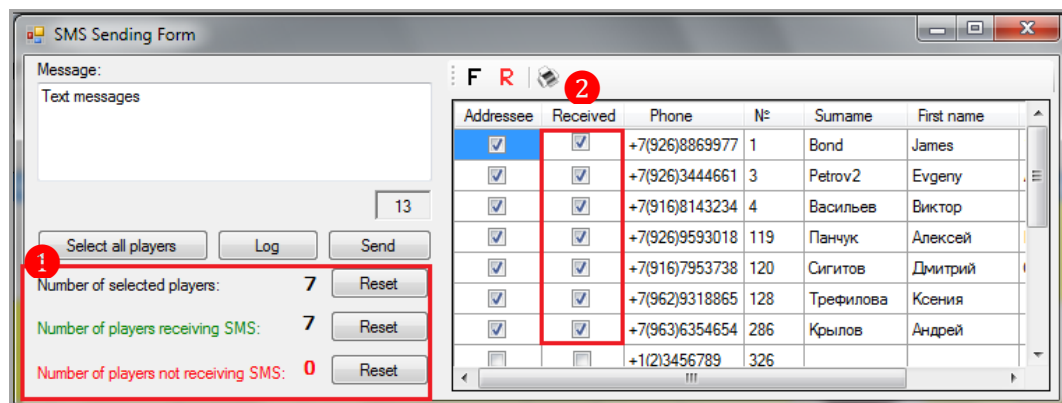 SMS Sending Form
Message:
Text messages
13
Select all players Log Send
1
Number of selected players: 7 Reset
Number of players receiving SMS: 7 Reset
Number of players not receiving SMS: 0 Reset
F R 2
Addressee Received Phone № Surname First name
+7(926)8869977 1 Bond James
+7(926)3444661 3 Petrov2 Evgeny
+7(916)8143234 4 Васильев Виктор
+7(926)9593018 119 Панчук Алексей
+7(916)7953738 120 Сигитов Дмитрий
+7(962)9318865 128 Трефилова Ксения
+7(963)6354654 286 Крылов Андрей
+1(2)3456789 326